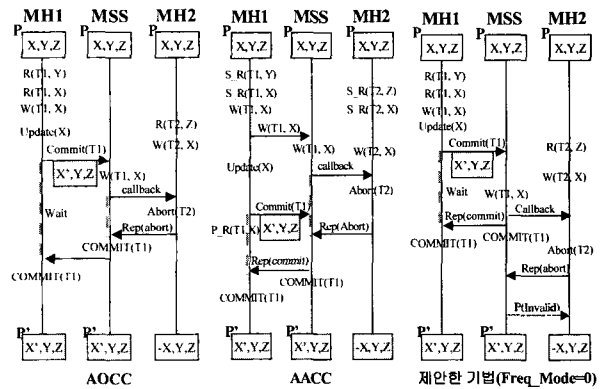 MH1 MSS MH2
P X,Y,Z X,Y,Z X,Y,Z
R(T1, Y)
R(T1, X)
W(T1, X)
Update(X)
R(T2, Z)
W(T2, X)
Commit(T1)
X',Y,Z
W(T1, X)
callback
Wait
Abort(T2)
Rep(abort)
COMMIT(T1)
COMMIT(T1)
P' X',Y,Z X',Y,Z -X,Y,Z
AOCC
MH1 MSS MH2
P X,Y,Z X,Y,Z X,Y,Z
S_R(T1, Y)
S_R(T1, X)
W(T1, X)
S_R(T2, Z)
S_R(T2, X)
W(T1, X)
W(T2, X)
Update(X)
callback
Abort(T2)
Commit(T1)
P_R(T1,X)
X',Y,Z
Rep(Abort)
Rep(commit)
COMMIT(T1)
COMMIT(T1)
P' X',Y,Z X',Y,Z -X,Y,Z
AACC
MH1 MSS MH2
P X,Y,Z X,Y,Z X,Y,Z
R(T1, Y)
R(T1, X)
W(T1, X)
Update(X)
Commit(T1)
R(T2, Z)
X',Y,Z
W(T2, X)
Wait
W(T1, X)
Rep(commit)
Callback
COMMIT(T1)
COMMIT(T1)
Abort(T2)
Rep(abort)
Pt(Invalid)
P' X',Y,Z X',Y,Z -X,Y,Z
제안한 기법(Freq_Mode=0)